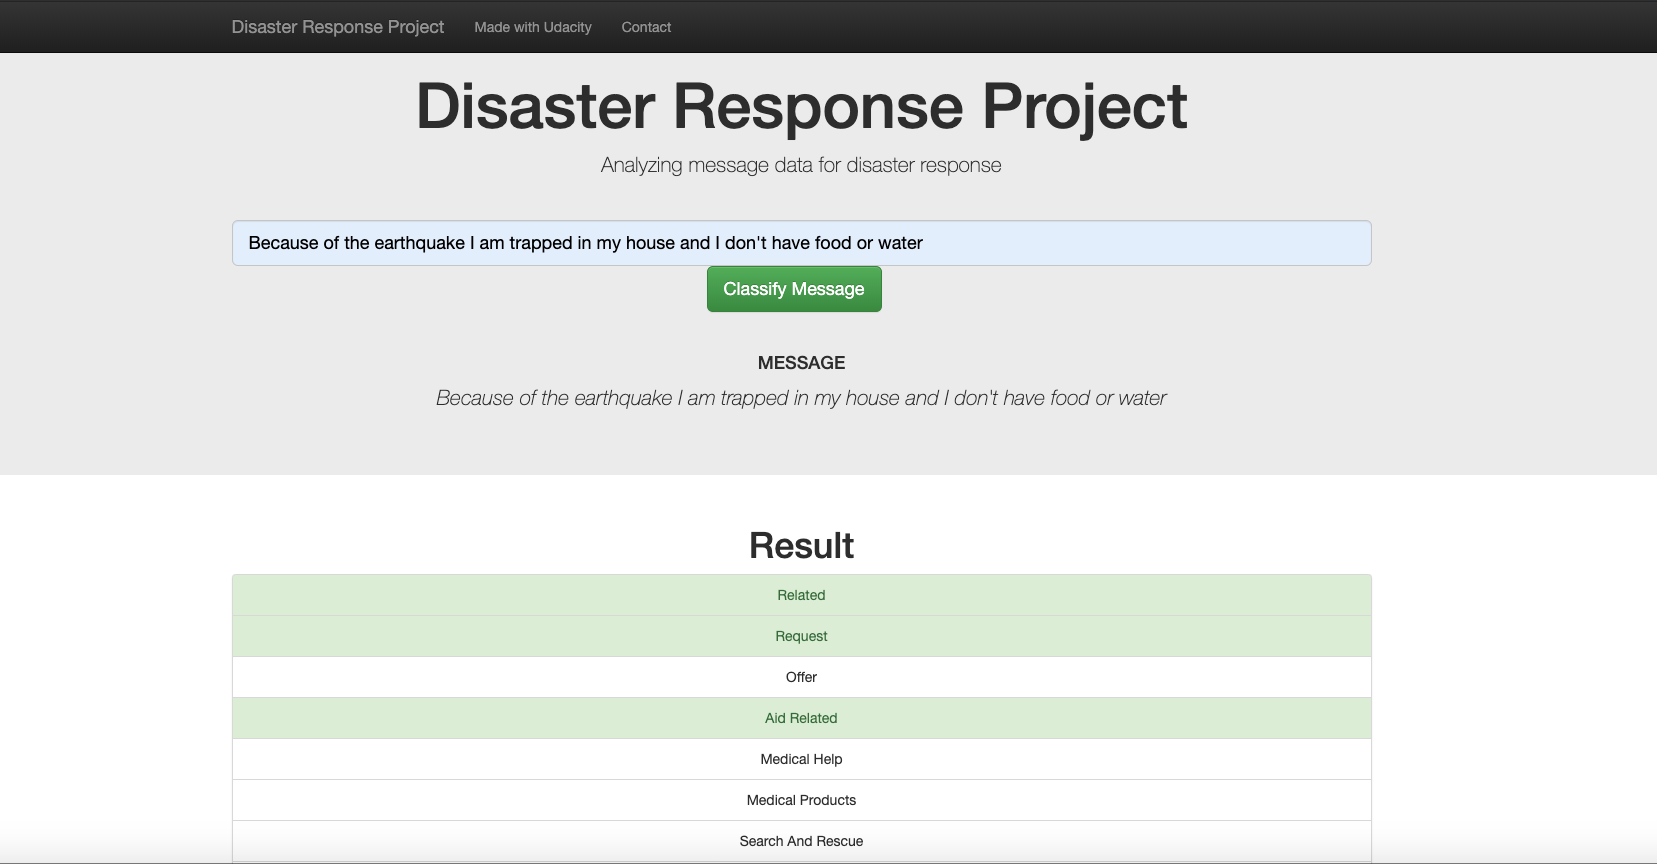 Disaster Response Project Made with Udacity Contact
Disaster Response Project
Analyzing message data for disaster response
Because of the earthquake I am trapped in my house and I don't have food or water
Classify Message
MESSAGE
Because of the earthquake I am trapped in my house and I don't have food or water
Result
Related
Request
Offer
Aid Related
Medical Help
Medical Products
Search And Rescue